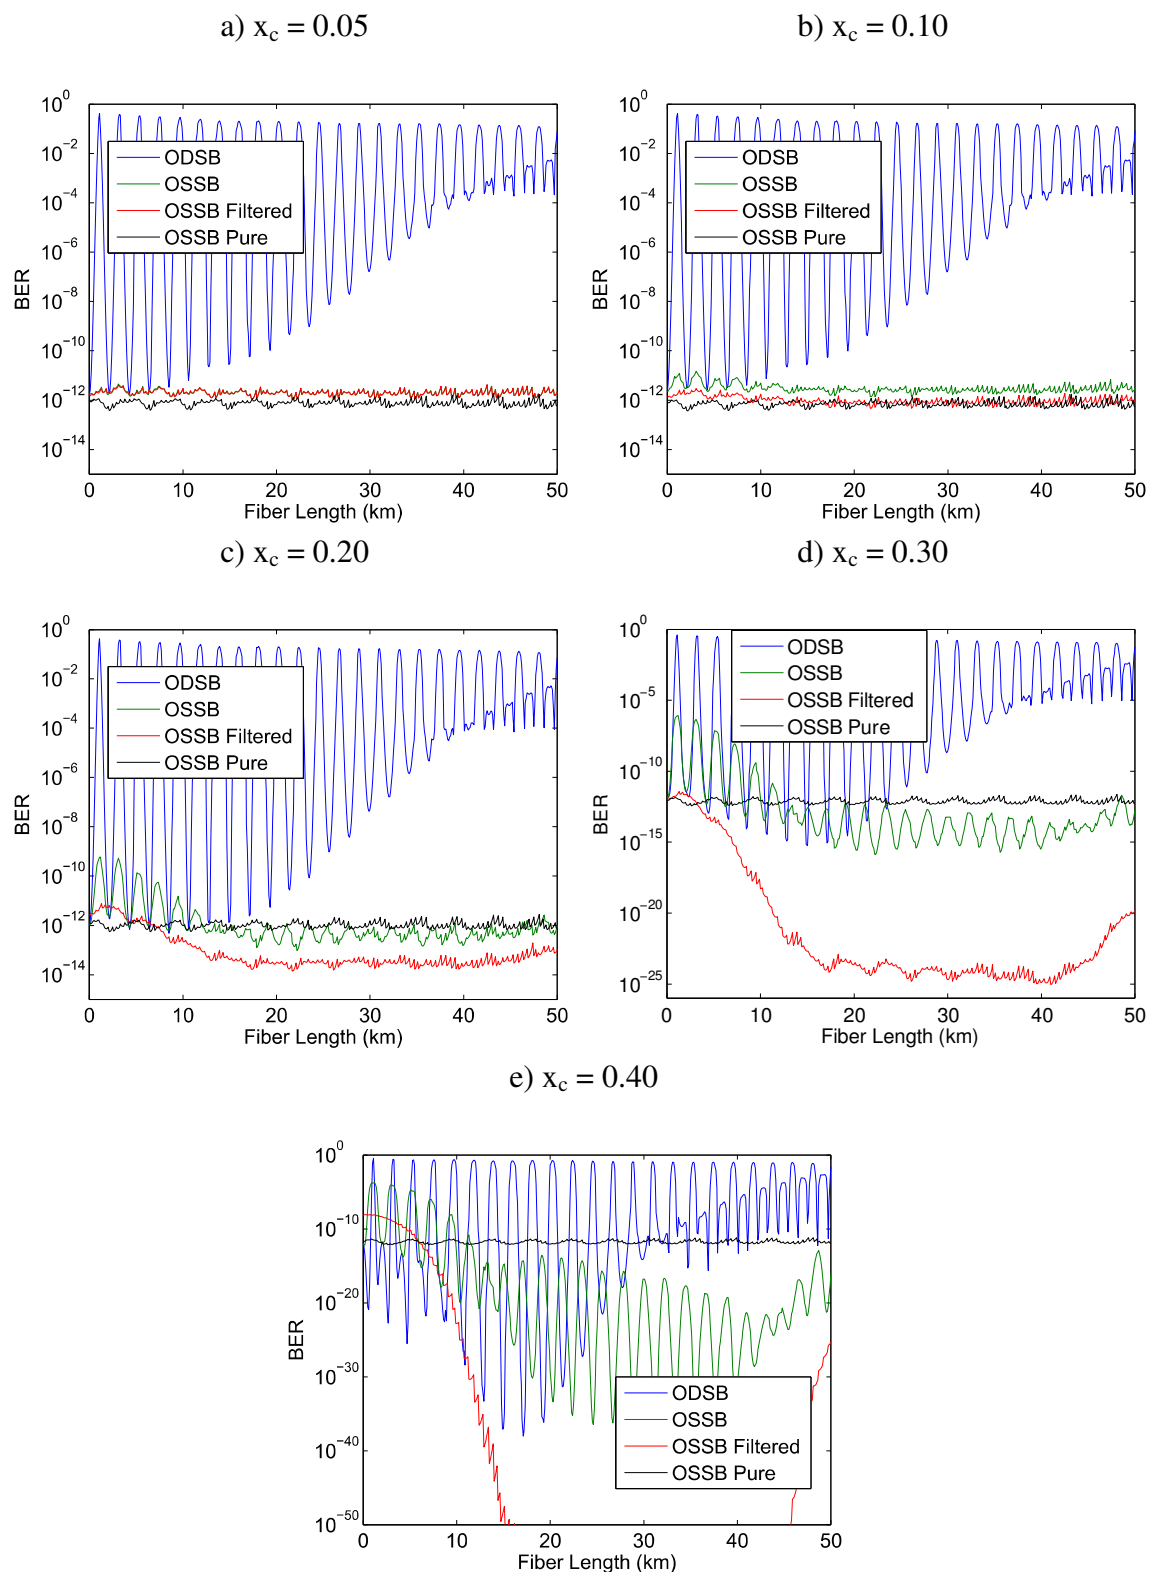 a) x_c = 0.05
b) x_c = 0.10
10^0
10^-2
10^-4
10^-6
10^-8
10^-10
10^-12
10^-14
BER
ODSB
OSSB
OSSB Filtered
OSSB Pure
0 10 20 30 40 50
Fiber Length (km)
10^0
10^-2
10^-4
10^-6
10^-8
10^-10
10^-12
10^-14
BER
ODSB
OSSB
OSSB Filtered
OSSB Pure
0 10 20 30 40 50
Fiber Length (km)
c) x_c = 0.20
d) x_c = 0.30
10^0
10^-2
10^-4
10^-6
10^-8
10^-10
10^-12
10^-14
BER
ODSB
OSSB
OSSB Filtered
OSSB Pure
0 10 20 30 40 50
Fiber Length (km)
10^0
10^-5
10^-10
10^-15
10^-20
10^-25
BER
ODSB
OSSB
OSSB Filtered
OSSB Pure
0 10 20 30 40 50
Fiber Length (km)
e) x_c = 0.40
10^0
10^-10
10^-20
10^-30
10^-40
10^-50
BER
ODSB
OSSB
OSSB Filtered
OSSB Pure
0 10 20 30 40 50
Fiber Length (km)